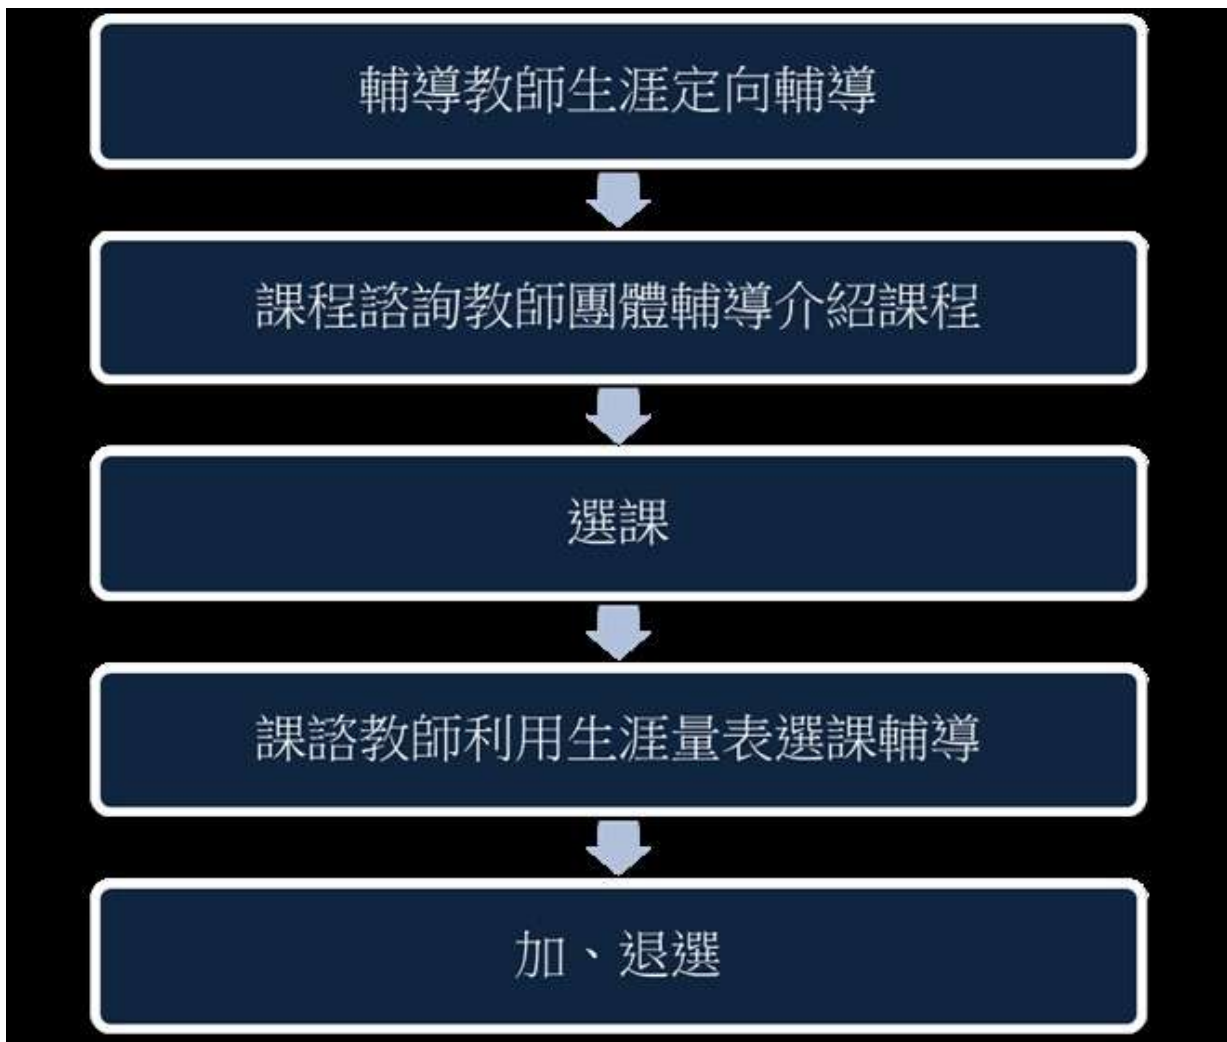 輔導教師生涯定向輔導
課程諮詢教師團體輔導介紹課程
選課
課諮教師利用生涯量表選課輔導
加、退選